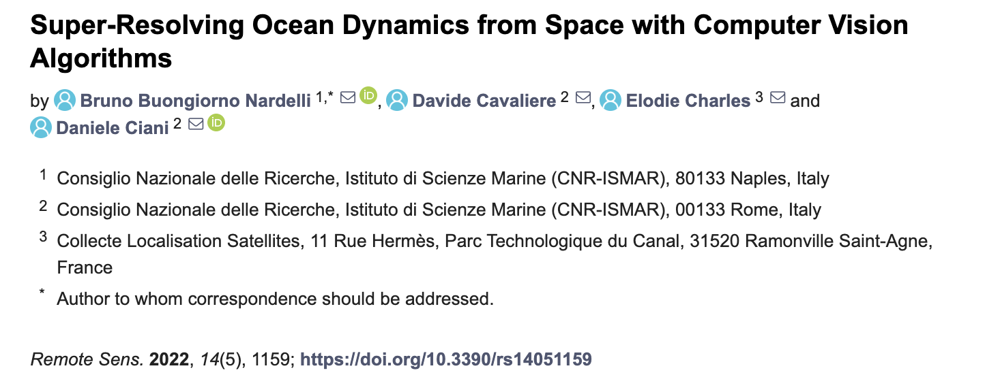 Super-Resolving Ocean Dynamics from Space with Computer Vision
Algorithms
by Bruno Buongiorno Nardelli 1,* iD, Davide Cavaliere 2, Elodie Charles 3 and
Daniele Ciani 2 iD
1 Consiglio Nazionale delle Ricerche, Istituto di Scienze Marine (CNR-ISMAR), 80133 Naples, Italy
2 Consiglio Nazionale delle Ricerche, Istituto di Scienze Marine (CNR-ISMAR), 00133 Rome, Italy
3 Collecte Localisation Satellites, 11 Rue Hermès, Parc Technologique du Canal, 31520 Ramonville Saint-Agne,
France
* Author to whom correspondence should be addressed.
Remote Sens. 2022, 14(5), 1159; https://doi.org/10.3390/rs14051159